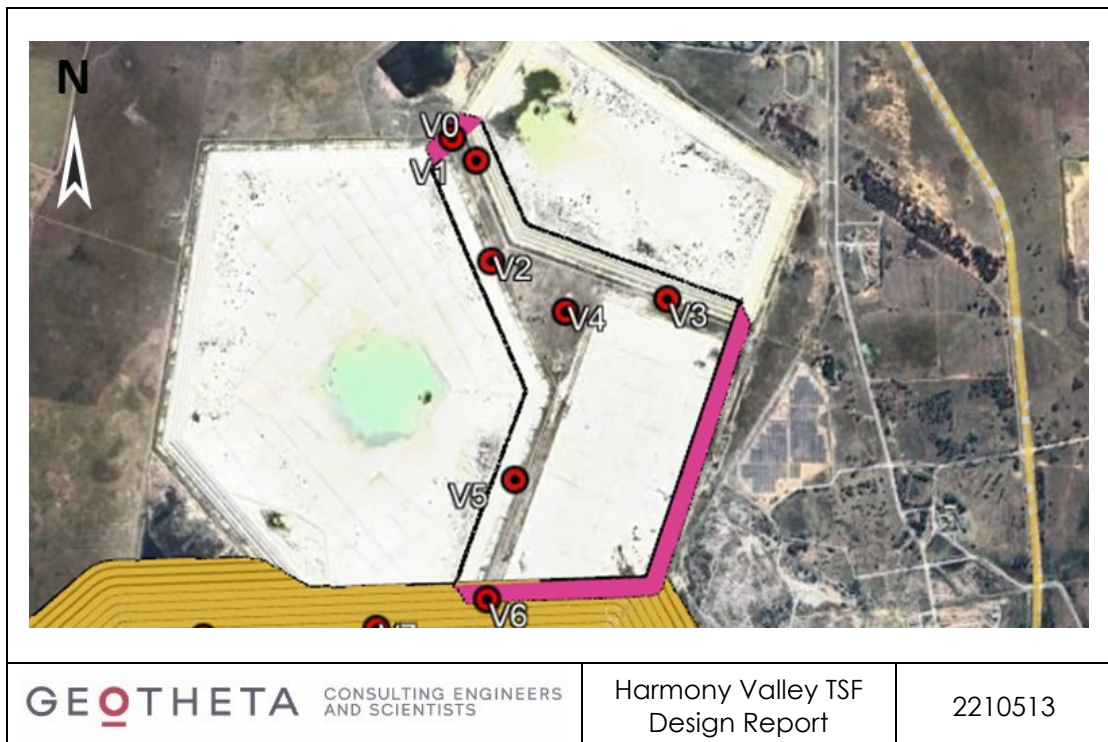 N
V0
V1
V2
V3
V4
V5
V6
GEOTHETA
CONSULTING ENGINEERS
AND SCIENTISTS
Harmony Valley TSF
Design Report
2210513